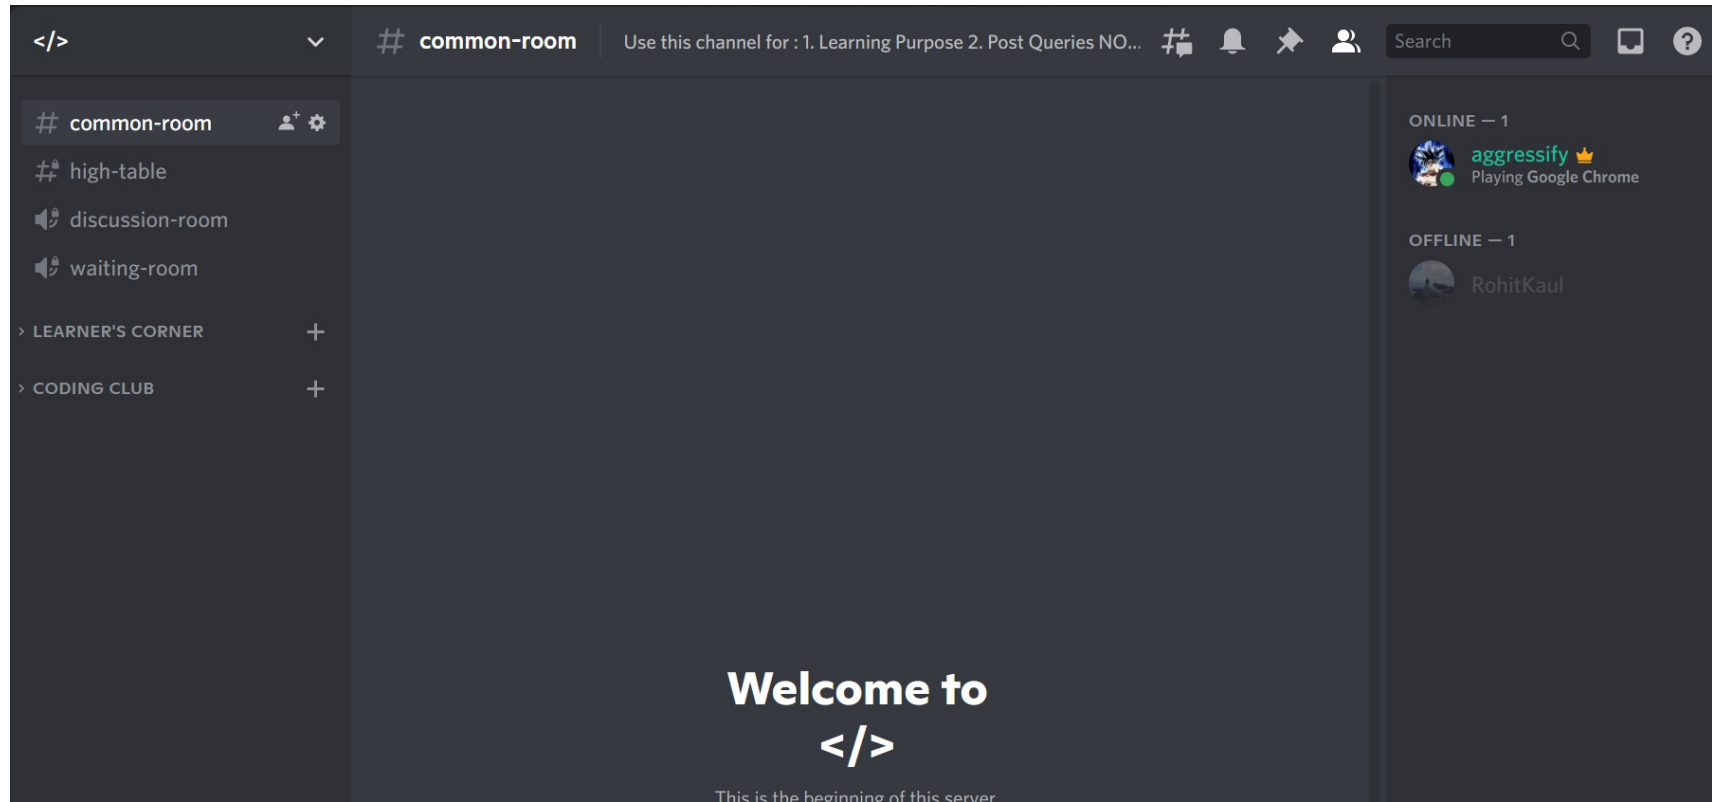 </>
common-room
Use this channel for : 1. Learning Purpose 2. Post Queries NO...
Search
common-room
high-table
discussion-room
waiting-room
LEARNER'S CORNER
CODING CLUB
Welcome to
</>
This is the beginning of this server.
ONLINE — 1
aggressify
Playing Google Chrome
OFFLINE — 1
RohitKaul